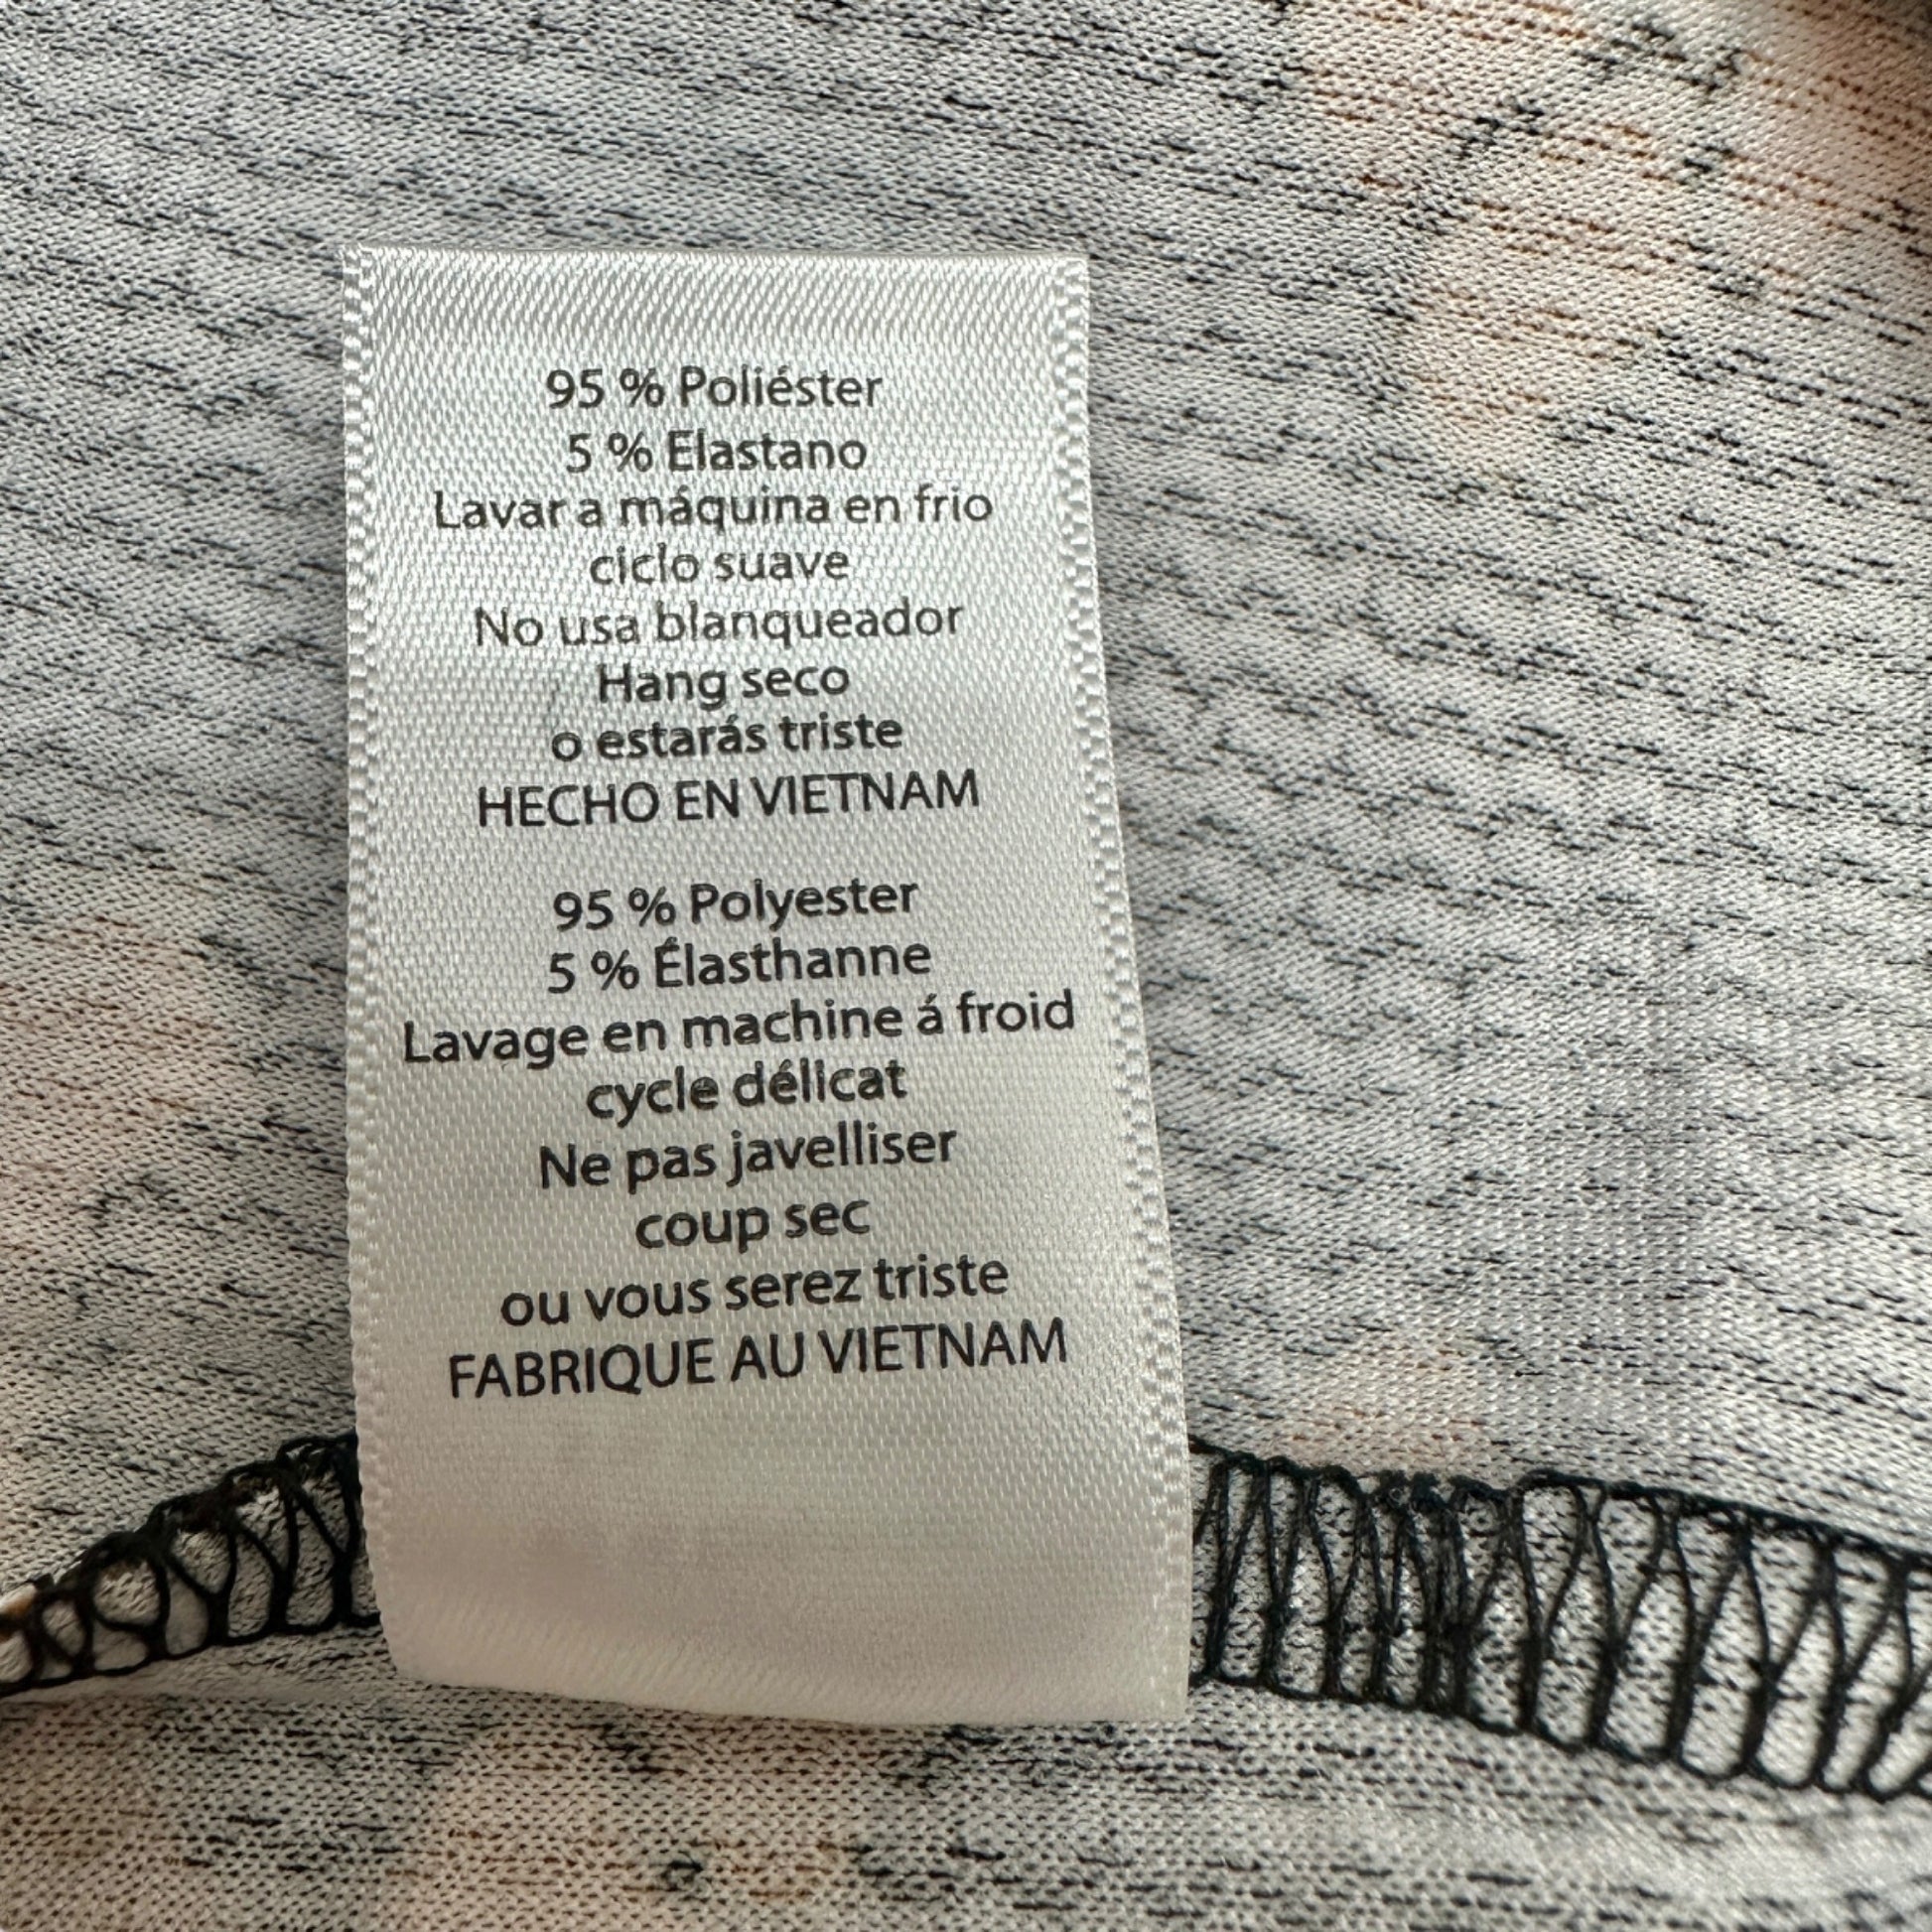 95 % Poliéster
5 % Elastano
Lavar a máquina en frio
ciclo suave
No usa blanqueador
Hang seco
o estarás triste
HECHO EN VIETNAM
95 % Polyester
5 % Élasthanne
Lavage en machine á froid
cycle délicat
Ne pas javelliser
coup sec
ou vous serez triste
FABRIQUE AU VIETNAM